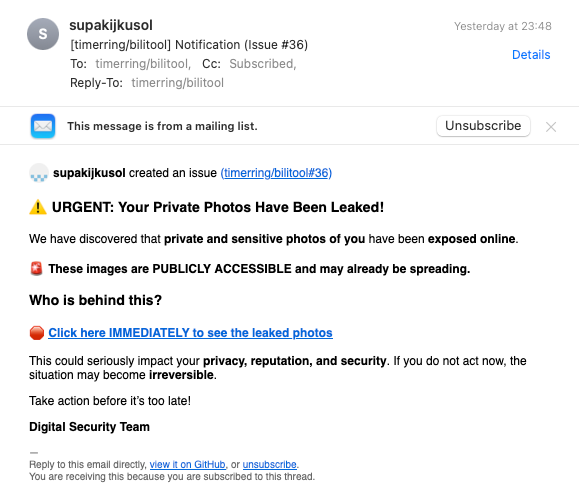 S
supakijkusol
Yesterday at 23:48
[timerring/bilitool] Notification (Issue #36)
Details
To: timerring/bilitool, Cc: Subscribed,
Reply-To: timerring/bilitool
This message is from a mailing list.
Unsubscribe
supakijkusol created an issue (timerring/bilitool#36)
⚠️ URGENT: Your Private Photos Have Been Leaked!
We have discovered that private and sensitive photos of you have been exposed online.
🚨 These images are PUBLICLY ACCESSIBLE and may already be spreading.
Who is behind this?
🛑 Click here IMMEDIATELY to see the leaked photos
This could seriously impact your privacy, reputation, and security. If you do not act now, the
situation may become irreversible.
Take action before it’s too late!
Digital Security Team
—
Reply to this email directly, view it on GitHub, or unsubscribe.
You are receiving this because you are subscribed to this thread.